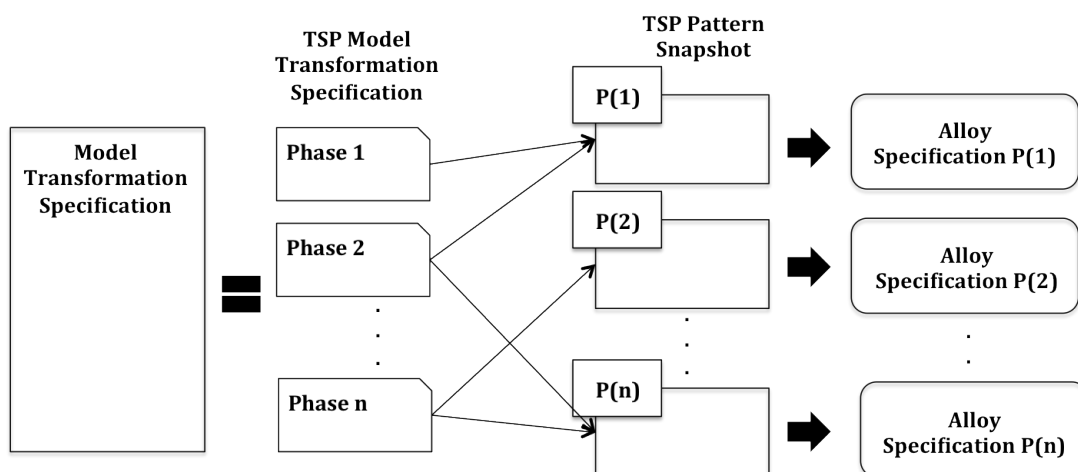 TSP Model
Transformation
Specification
TSP Pattern
Snapshot
Model
Transformation
Specification
=
Phase 1
Phase 2
.
.
.
Phase n
P(1)
P(2)
.
.
.
P(n)
Alloy
Specification P(1)
Alloy
Specification P(2)
.
.
Alloy
Specification P(n)